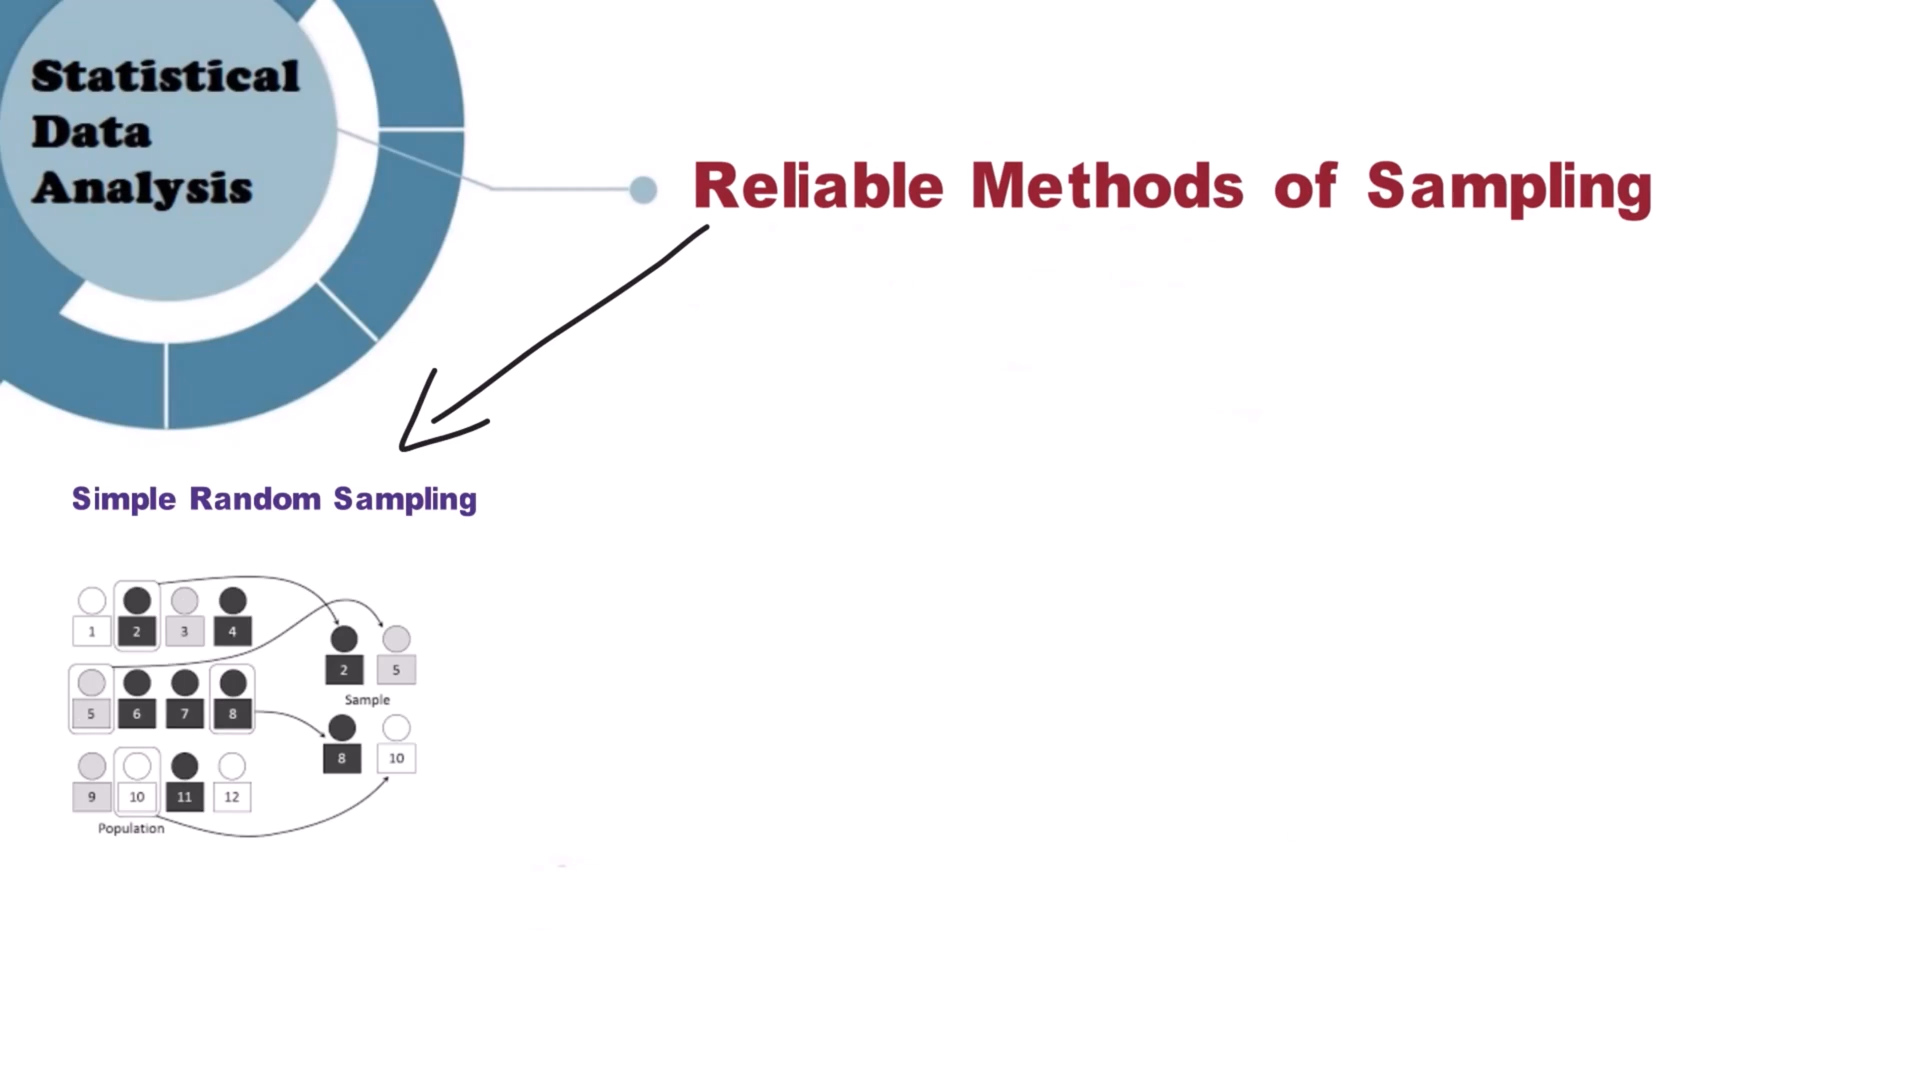 Statistical
Data
Analysis
Reliable Methods of Sampling
Simple Random Sampling
1 2 3 4
2 5
Sample
5 6 7 8
8 10
9 10 11 12
Population